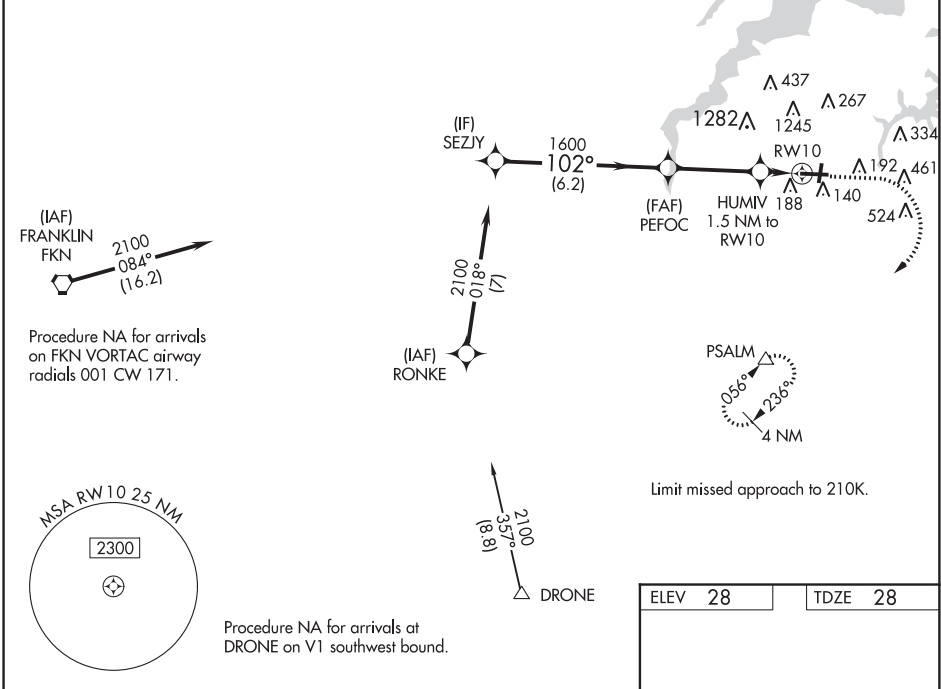 437
267
1282
1245
334
RW10
192
461
(IF)
SEZJY
1600
102°
(6.2)
(FAF)
PEFOC
HUMIV
1.5 NM to
RW10
188
140
524
(IAF)
FRANKLIN
FKN
2100
084°
(16.2)
Procedure NA for arrivals
on FKN VORTAC airway
radials 001 CW 171.
2100
018°
(7)
(IAF)
RONKE
PSALM
056°
236°
4 NM
Limit missed approach to 210K.
MSA RW10 25 NM
2300
2100
357°
(8.8)
DRONE
Procedure NA for arrivals at
DRONE on V1 southwest bound.
ELEV 28
TDZE 28